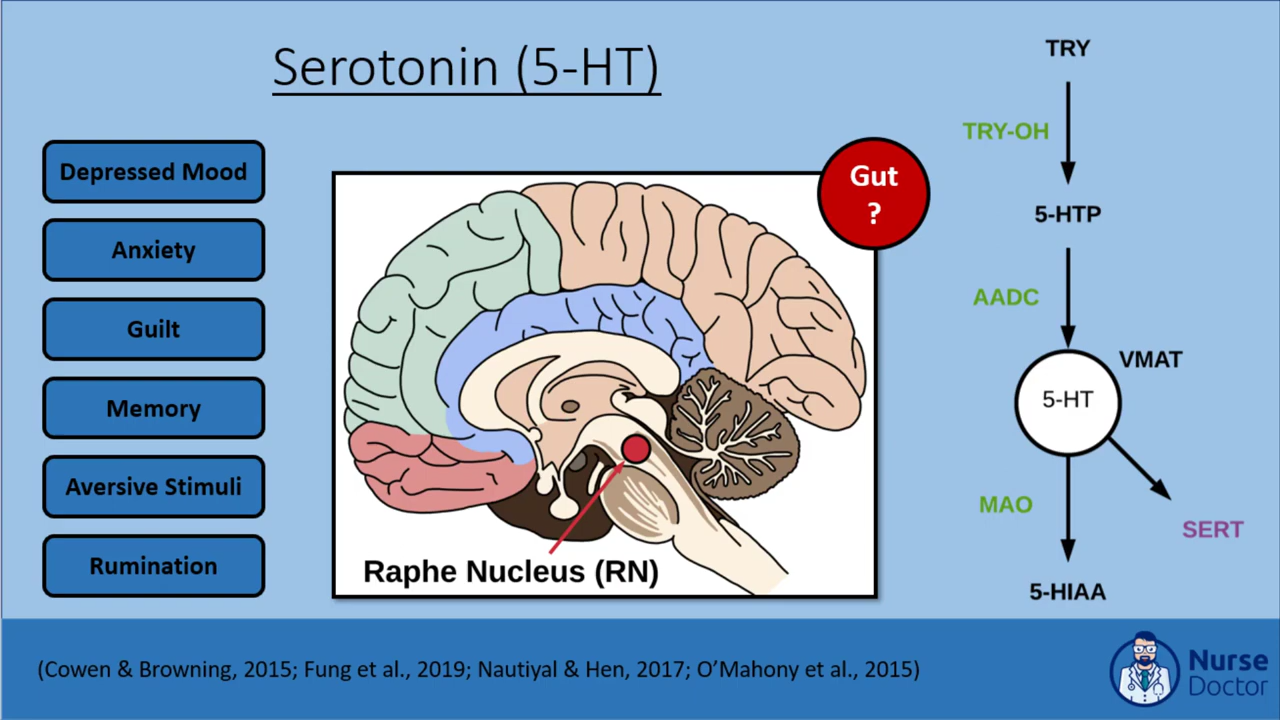 Serotonin (5-HT)
Depressed Mood
Anxiety
Guilt
Memory
Aversive Stimuli
Rumination
Gut
?
Raphe Nucleus (RN)
TRY
TRY-OH
5-HTP
AADC
VMAT
5-HT
MAO
SERT
5-HIAA
(Cowen & Browning, 2015; Fung et al., 2019; Nautiyal & Hen, 2017; O’Mahony et al., 2015)
Nurse
Doctor